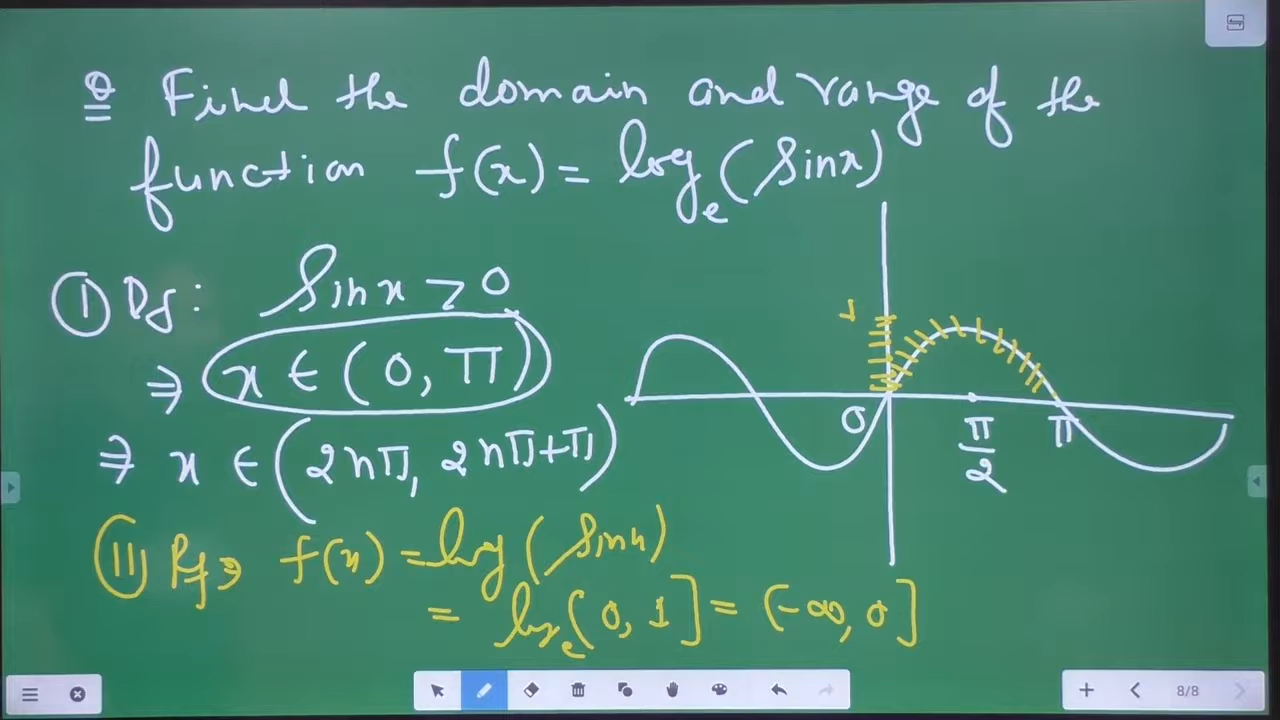 Q Find the domain and range of the
function f(x) = logₑ(sinx)
① Df: sinx > 0
⇒ x ∈ (0, π)
⇒ x ∈ (2nπ, 2nπ+π)
Ⅱ Rf ⇒ f(x) = log(sinx)
= logₑ(0, 1] = (-∞, 0]
1
0
π/2
π
8/8